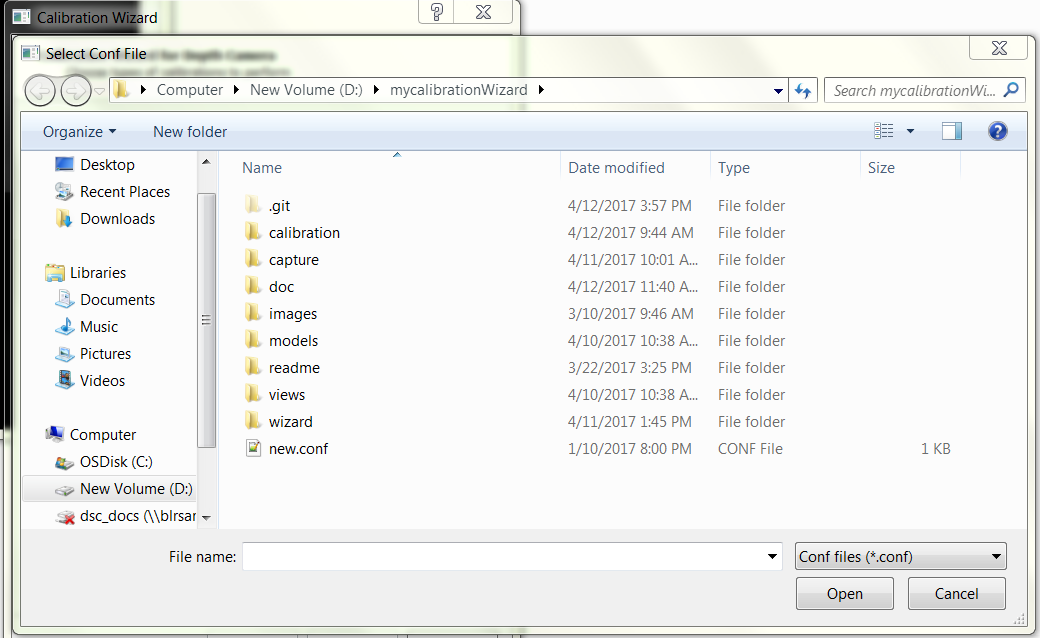 Calibration Wizard
Select Conf File
Computer New Volume (D:) mycalibrationWizard
Search mycalibrationWi...
Organize New folder
Desktop
Recent Places
Downloads
Libraries
Documents
Music
Pictures
Videos
Computer
OSDisk (C:)
New Volume (D:)
dsc_docs (\\blrsar
Name Date modified Type Size
.git 4/12/2017 3:57 PM File folder
calibration 4/12/2017 9:44 AM File folder
capture 4/11/2017 10:01 A... File folder
doc 4/12/2017 11:40 A... File folder
images 3/10/2017 9:46 AM File folder
models 4/10/2017 10:38 A... File folder
readme 3/22/2017 3:25 PM File folder
views 4/10/2017 10:38 A... File folder
wizard 4/11/2017 1:45 PM File folder
new.conf 1/10/2017 8:00 PM CONF File 1 KB
File name:
Conf files (*.conf)
Open Cancel